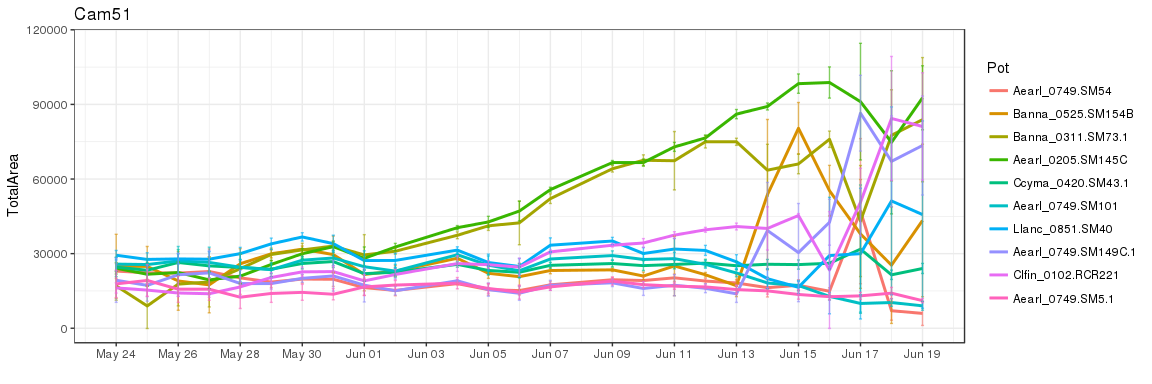 Cam51
TotalArea
120000
90000
60000
30000
0
May 24 May 26 May 28 May 30 Jun 01 Jun 03 Jun 05 Jun 07 Jun 09 Jun 11 Jun 13 Jun 15 Jun 17 Jun 19
Pot
Aearl_0749.SM54
Banna_0525.SM154B
Banna_0311.SM73.1
Aearl_0205.SM145C
Ccyma_0420.SM43.1
Aearl_0749.SM101
Llanc_0851.SM40
Aearl_0749.SM149C.1
Clfin_0102.RCR221
Aearl_0749.SM5.1